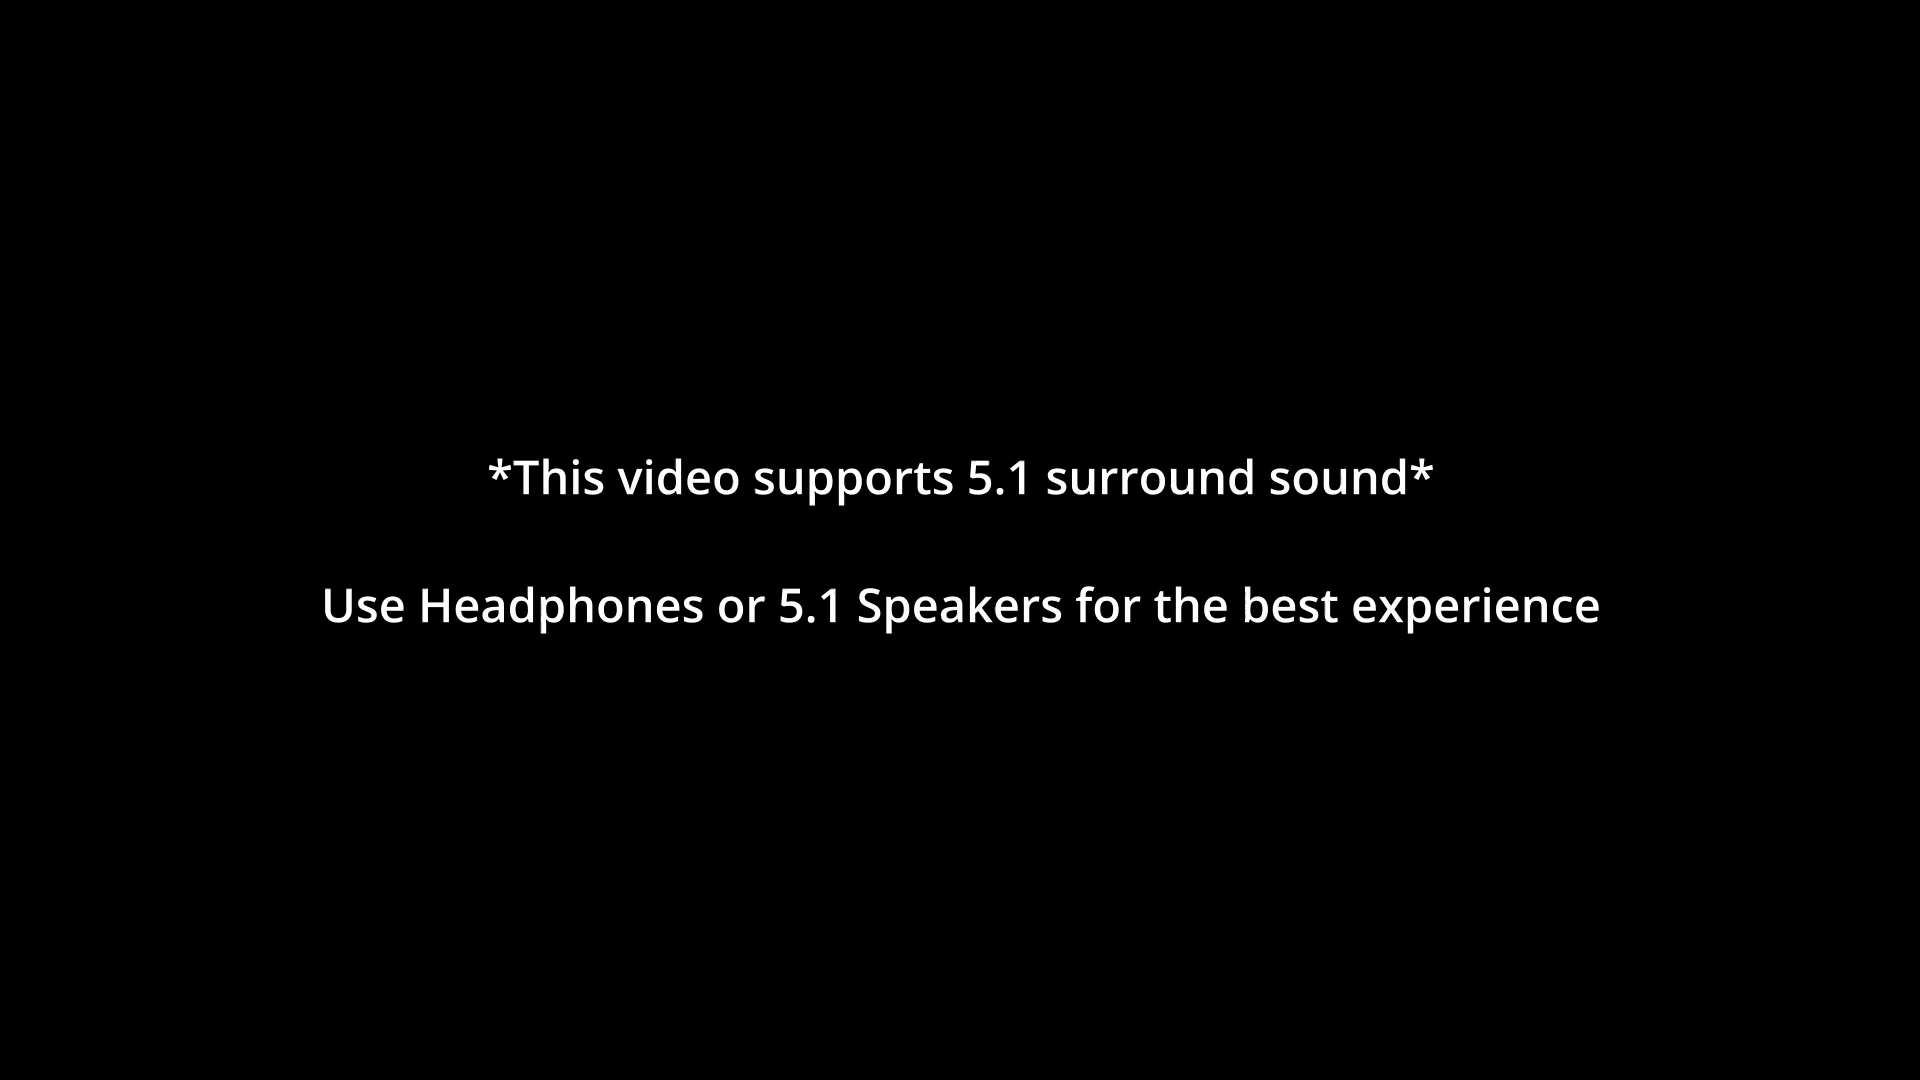 *This video supports 5.1 surround sound*
Use Headphones or 5.1 Speakers for the best experience